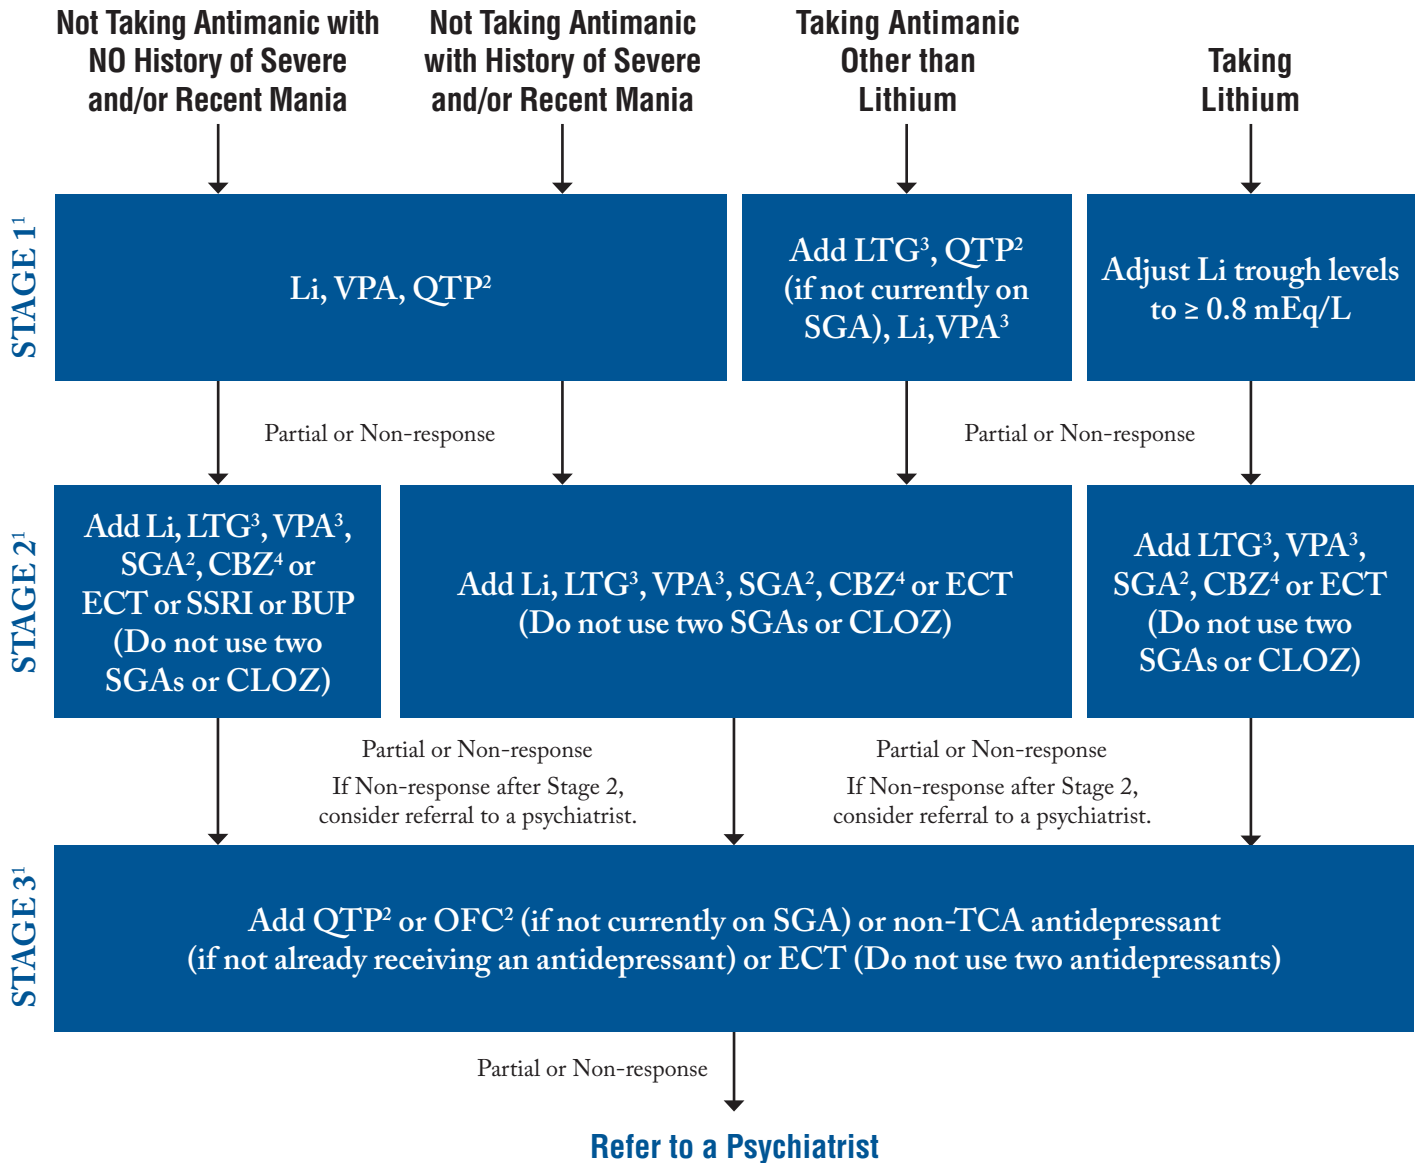 Not Taking Antimanic with
NO History of Severe
and/or Recent Mania
Not Taking Antimanic
with History of Severe
and/or Recent Mania
Taking Antimanic
Other than
Lithium
Taking
Lithium
STAGE 1¹
Li, VPA, QTP²
Add LTG³, QTP²
(if not currently on
SGA), Li,VPA³
Adjust Li trough levels
to ≥ 0.8 mEq/L
Partial or Non-response
Partial or Non-response
STAGE 2¹
Add Li, LTG³, VPA³,
SGA², CBZ⁴ or
ECT or SSRI or BUP
(Do not use two
SGAs or CLOZ)
Add Li, LTG³, VPA³, SGA², CBZ⁴ or ECT
(Do not use two SGAs or CLOZ)
Add LTG³, VPA³,
SGA², CBZ⁴ or ECT
(Do not use two
SGAs or CLOZ)
Partial or Non-response
If Non-response after Stage 2,
consider referral to a psychiatrist.
Partial or Non-response
If Non-response after Stage 2,
consider referral to a psychiatrist.
STAGE 3¹
Add QTP² or OFC² (if not currently on SGA) or non-TCA antidepressant
(if not already receiving an antidepressant) or ECT (Do not use two antidepressants)
Partial or Non-response
Refer to a Psychiatrist